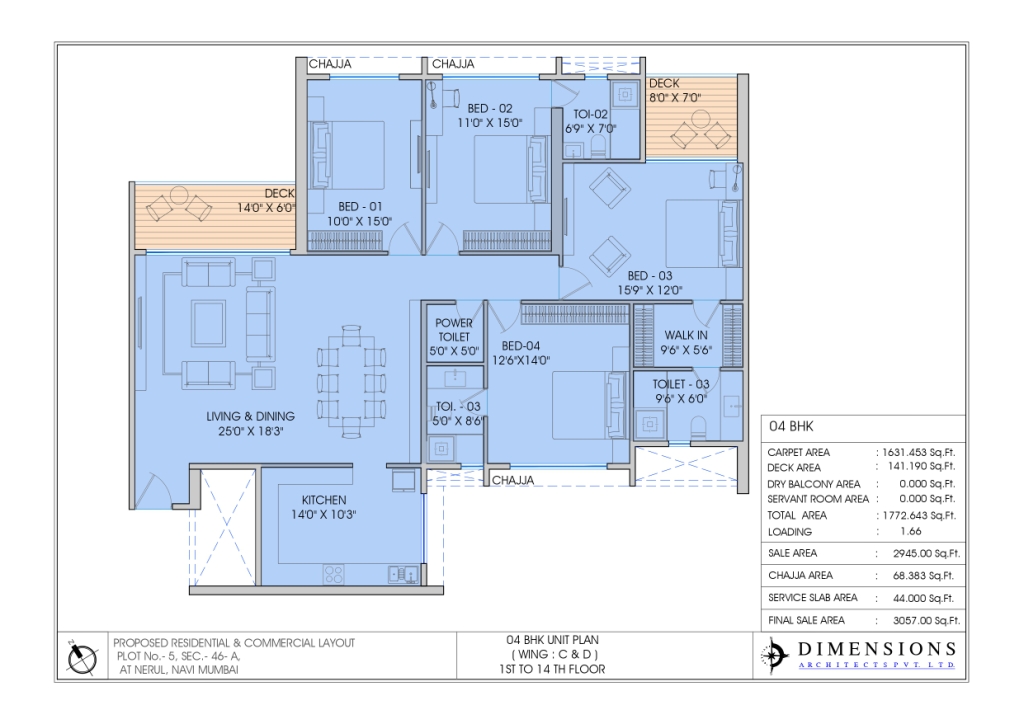 CHAJJA
CHAJJA
DECK
8'0" X 7'0"
BED - 02
11'0" X 15'0"
TOI-02
6'9" X 7'0"
DECK
14'0" X 6'0"
BED - 01
10'0" X 15'0"
BED - 03
15'9" X 12'0"
POWER
TOILET
5'0" X 5'0"
BED-04
12'6"X14'0"
WALK IN
9'6" X 5'6"
TOILET - 03
9'6" X 6'0"
TOI. - 03
5'0" X 8'6"
LIVING & DINING
25'0" X 18'3"
CHAJJA
KITCHEN
14'0" X 10'3"
04 BHK
CARPET AREA : 1631.453 Sq.Ft.
DECK AREA : 141.190 Sq.Ft.
DRY BALCONY AREA : 0.000 Sq.Ft.
SERVANT ROOM AREA : 0.000 Sq.Ft.
TOTAL AREA : 1772.643 Sq.Ft.
LOADING : 1.66
SALE AREA : 2945.00 Sq.Ft.
CHAJJA AREA : 68.383 Sq.Ft.
SERVICE SLAB AREA : 44.000 Sq.Ft.
FINAL SALE AREA : 3057.00 Sq.Ft.
N
PROPOSED RESIDENTIAL & COMMERCIAL LAYOUT
PLOT No.- 5, SEC.- 46- A,
AT NERUL, NAVI MUMBAI
04 BHK UNIT PLAN
( WING : C & D )
1ST TO 14 TH FLOOR
DIMENSIONS
ARCHITECTS PVT. LTD.